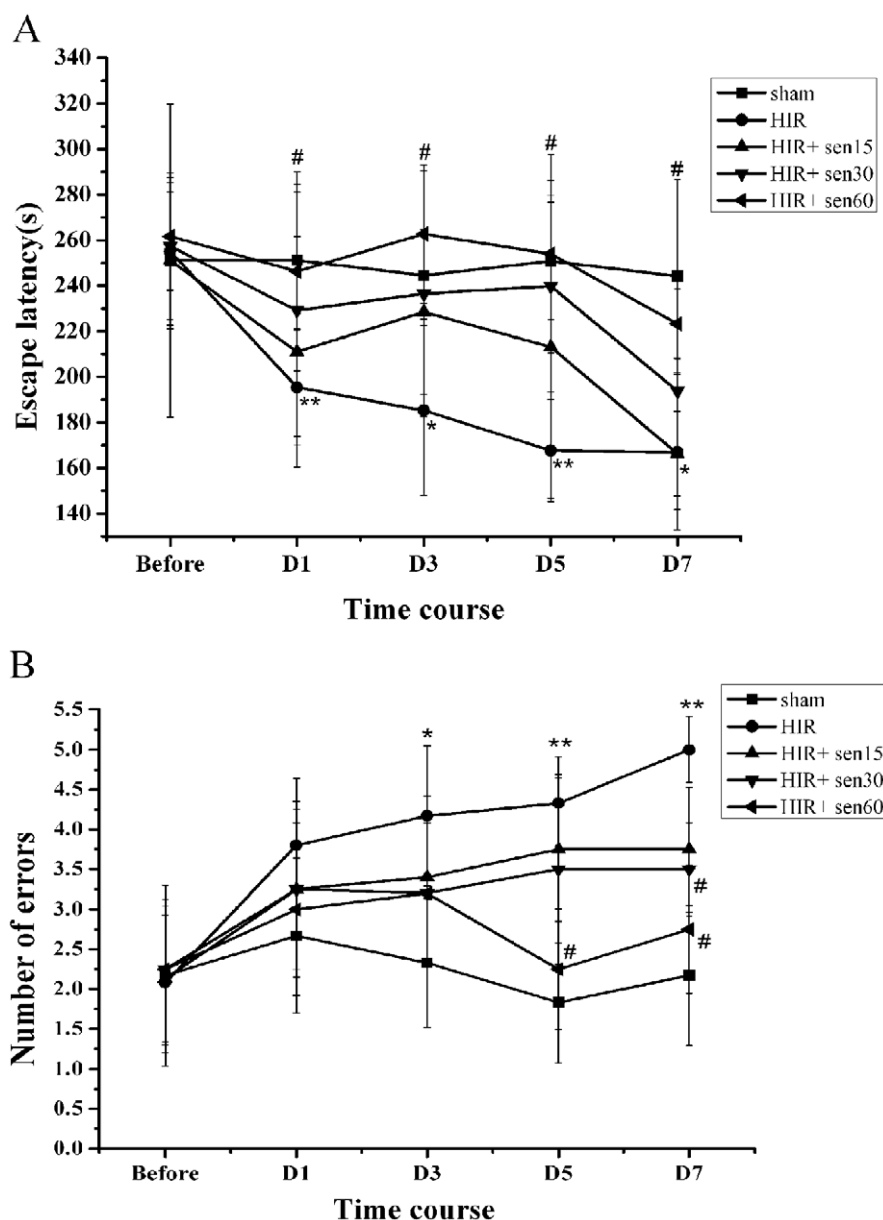 A
340
320
300
280
260
240
220
200
180
160
140
Escape latency(s)
# # # #
** * ** *
sham
HIR
HIR+ sen15
HIR+ sen30
HIR+ sen60
Before D1 D3 D5 D7
Time course
B
5.5
5.0
4.5
4.0
3.5
3.0
2.5
2.0
1.5
1.0
0.5
0.0
Number of errors
* ** **
# # #
sham
HIR
HIR+ sen15
HIR+ sen30
HIR+ sen60
Before D1 D3 D5 D7
Time course